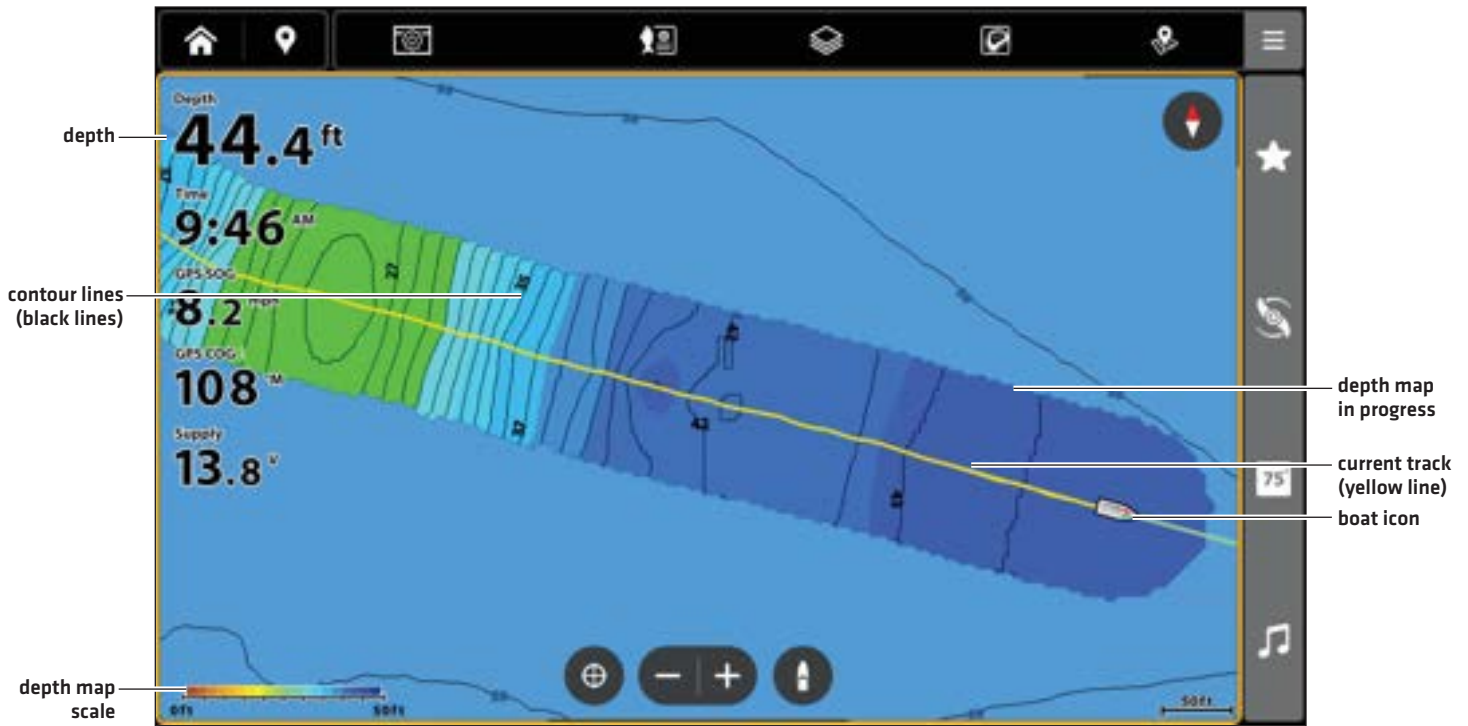 depth
contour lines
(black lines)
depth map
scale
Depth
44.4 ft
Time
9:46 AM
GPS SOG
8.2 mph
GPS COG
108 °M
Supply
13.8 V
27
42
75°
0ft
50ft
50ft
depth map
in progress
current track
(yellow line)
boat icon